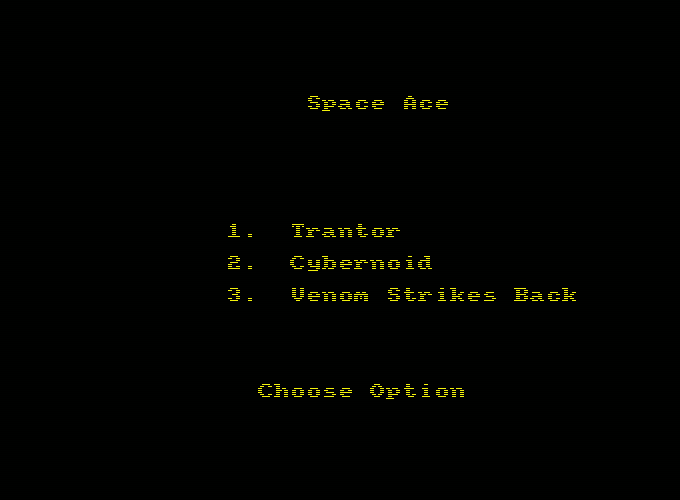 Space Ace
1. Trantor
2. Cybernoid
3. Venom Strikes Back
Choose Option